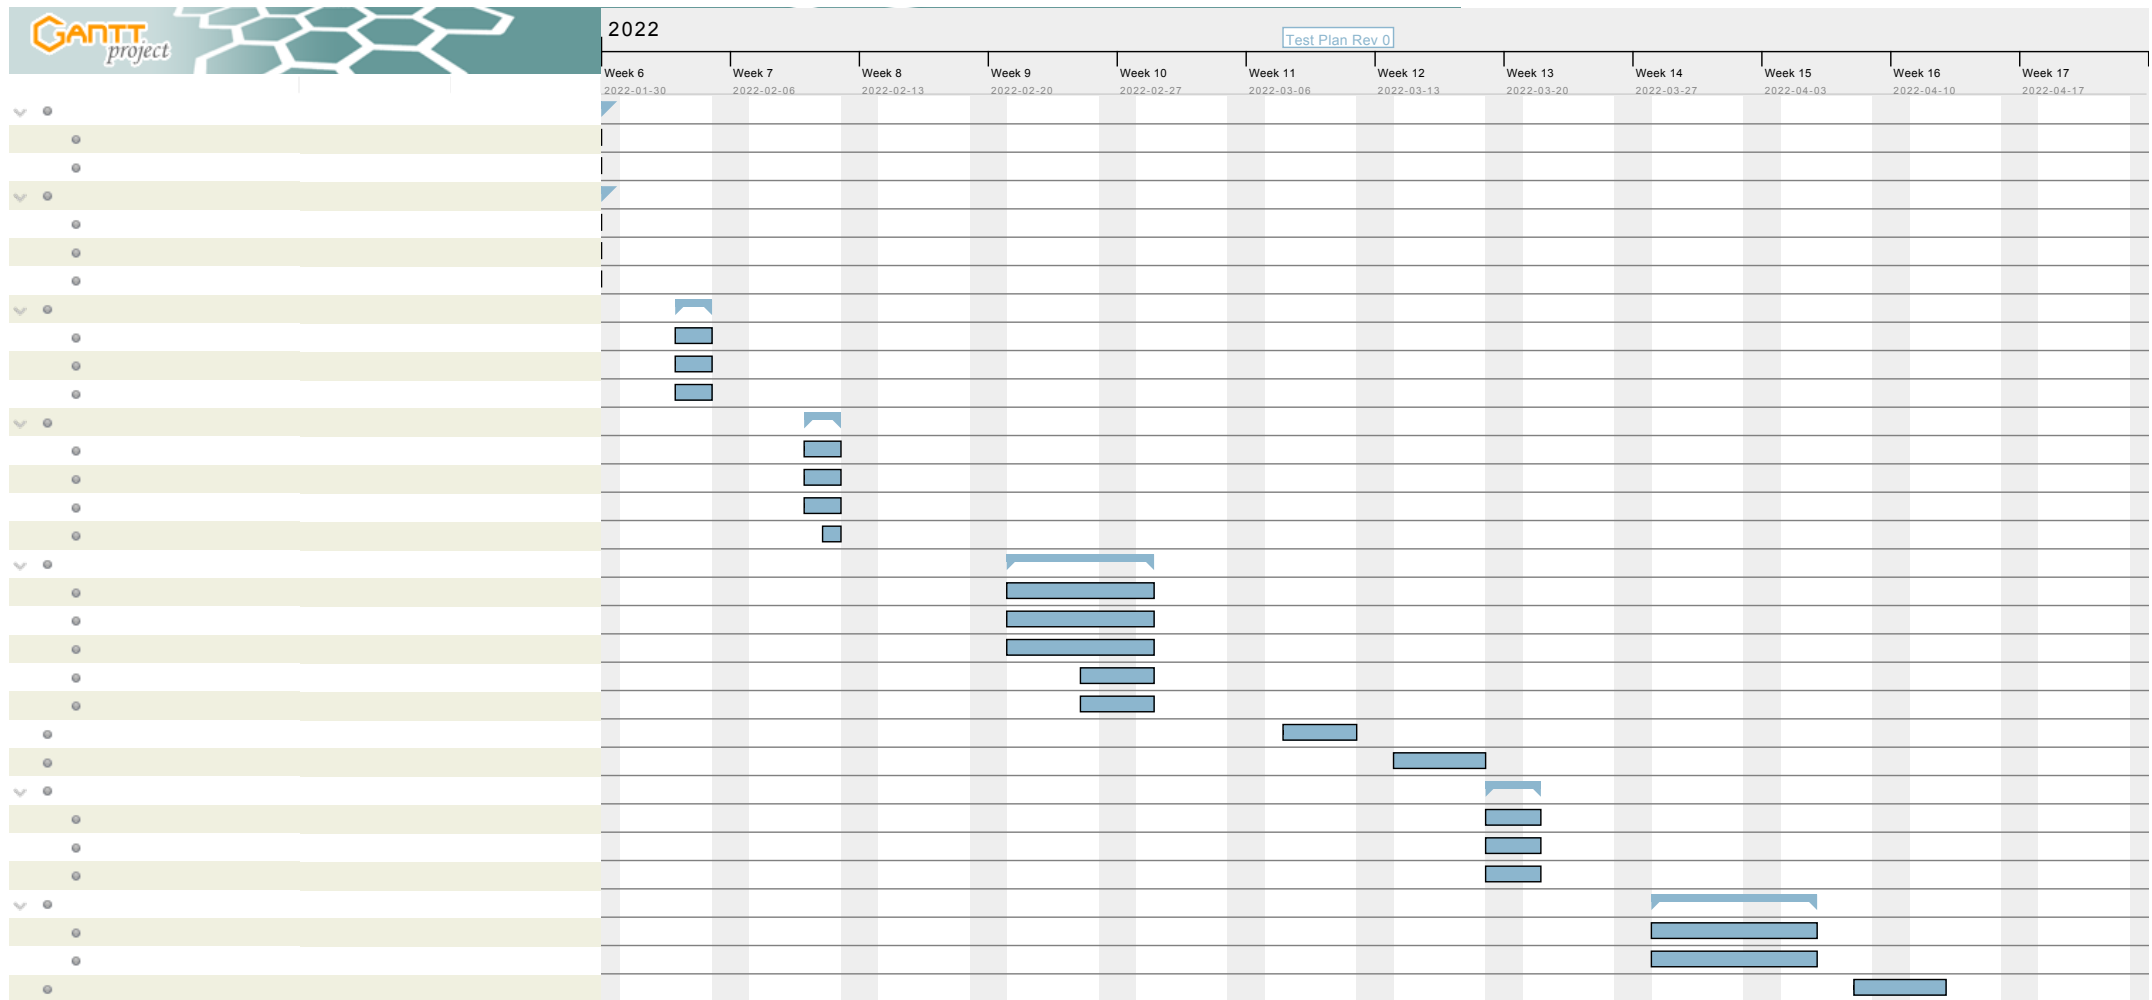 GANTT
project
2022
Test Plan Rev 0
Week 6
Week 7
Week 8
Week 9
Week 10
Week 11
Week 12
Week 13
Week 14
Week 15
Week 16
Week 17
2022-01-30
2022-02-06
2022-02-13
2022-02-20
2022-02-27
2022-03-06
2022-03-13
2022-03-20
2022-03-27
2022-04-03
2022-04-10
2022-04-17